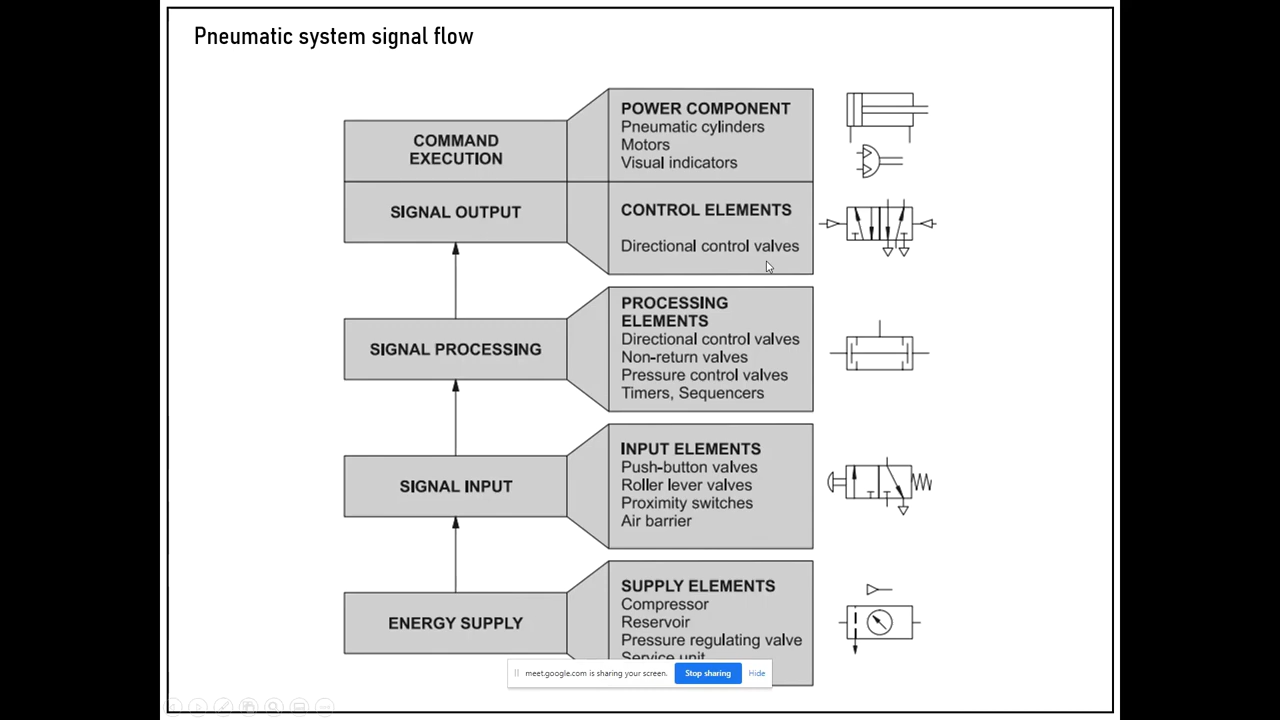 Pneumatic system signal flow
COMMAND
EXECUTION
POWER COMPONENT
Pneumatic cylinders
Motors
Visual indicators
SIGNAL OUTPUT
CONTROL ELEMENTS
Directional control valves
SIGNAL PROCESSING
PROCESSING
ELEMENTS
Directional control valves
Non-return valves
Pressure control valves
Timers, Sequencers
SIGNAL INPUT
INPUT ELEMENTS
Push-button valves
Roller lever valves
Proximity switches
Air barrier
ENERGY SUPPLY
SUPPLY ELEMENTS
Compressor
Reservoir
Pressure regulating valve
Service unit
meet.google.com is sharing your screen.
Stop sharing
Hide